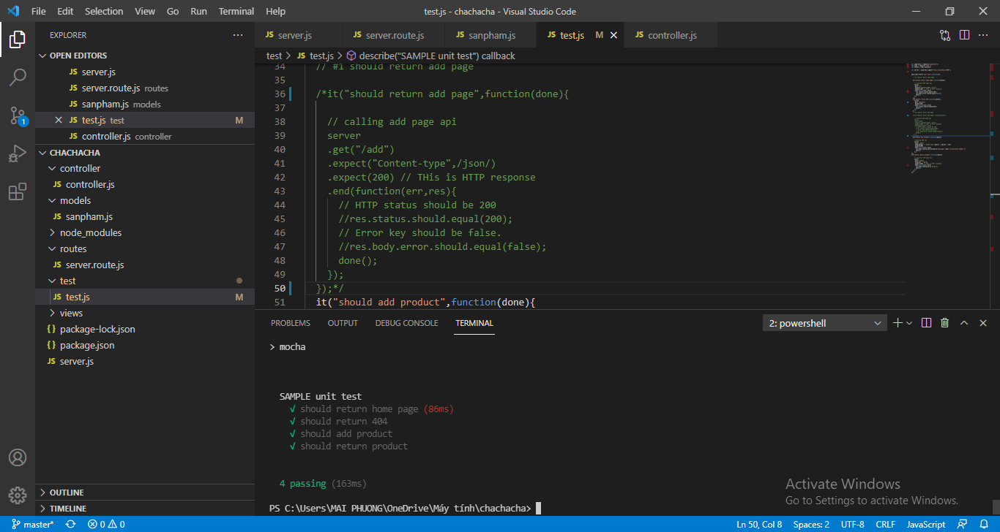 File Edit Selection View Go Run Terminal Help
test.js - chachacha - Visual Studio Code
EXPLORER
OPEN EDITORS
JS server.js
JS server.route.js routes
JS sanpham.js models
JS test.js test M
JS controller.js controller
CHACHACHA
controller
JS controller.js
models
JS sanpham.js
node_modules
routes
JS server.route.js
test
JS test.js M
views
{} package-lock.json
{} package.json
JS server.js
OUTLINE
TIMELINE
1
JS server.js JS server.route.js JS sanpham.js JS test.js M JS controller.js
test > JS test.js > describe("SAMPLE unit test") callback
34 // #1 should return add page
35
36 /*it("should return add page",function(done){
37
38 // calling add page api
39 server
40 .get("/add")
41 .expect("Content-type",/json/)
42 .expect(200) // THis is HTTP response
43 .end(function(err,res){
44 // HTTP status should be 200
45 //res.status.should.equal(200);
46 // Error key should be false.
47 //res.body.error.should.equal(false);
48 done();
49 });
50 });*/
51 it("should add product",function(done){
PROBLEMS OUTPUT DEBUG CONSOLE TERMINAL
2: powershell
> mocha
SAMPLE unit test
√ should return home page (86ms)
√ should return 404
√ should add product
√ should return product
4 passing (163ms)
PS C:\Users\MAI PHUONG\OneDrive\Máy tính\chachacha>
Activate Windows
Go to Settings to activate Windows.
master* 0 0 Ln 50, Col 8 Spaces: 2 UTF-8 CRLF JavaScript